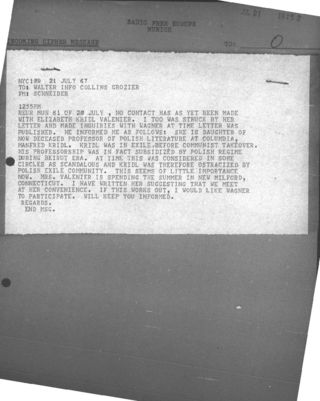 RADIO FREE EUROPE
MUNICH
INCOMING CIPHER MESSAGE
TO:
NYC188 21 JULY 67
TO: WALTER INFO COLLINS GROZIER
FM: SCHNEIDER
1255PM
REUR MUN 61 OF 20 JULY , NO CONTACT HAS AS YET BEEN MADE
WITH ELIZABETH KRIDL VALENIER. I TOO WAS STRUCK BY HER
LETTER AND MADE INQUIRIES WITH WAGNER AT TIME LETTER WAS
PUBLISHED. HE INFORMED ME AS FOLLOWS: SHE IS DAUGHTER OF
NOW DECEASED PROFESSOR OF POLISH LITERATURE AT COLUMBIA,
MANFRED KRIDL. KRIDL WAS IN EXILE BEFORE COMMUNIST TAKEOVER.
HIS PROFESSORSHIP WAS IN FACT SUBSIDIZED BY POLISH REGIME
DURING BEIRUT ERA. AT TIME THIS WAS CONSIDERED IN SOME
CIRCLES AS SCANDALOUS AND KRIDL WAS THEREFORE OSTRACIZED BY
POLISH EXILE COMMUNITY. THIS SEEMS OF LITTLE IMPORTANCE
NOW. MRS. VALENIER IS SPENDING THE SUMMER IN NEW MILFORD,
CONNECTICUT. I HAVE WRITTEN HER SUGGESTING THAT WE MEET
AT HER CONVENIENCE. IF THIS WORKS OUT, I WOULD LIKE WAGNER
TO PARTICIPATE. WILL KEEP YOU INFORMED.
REGARDS.
END MSG.